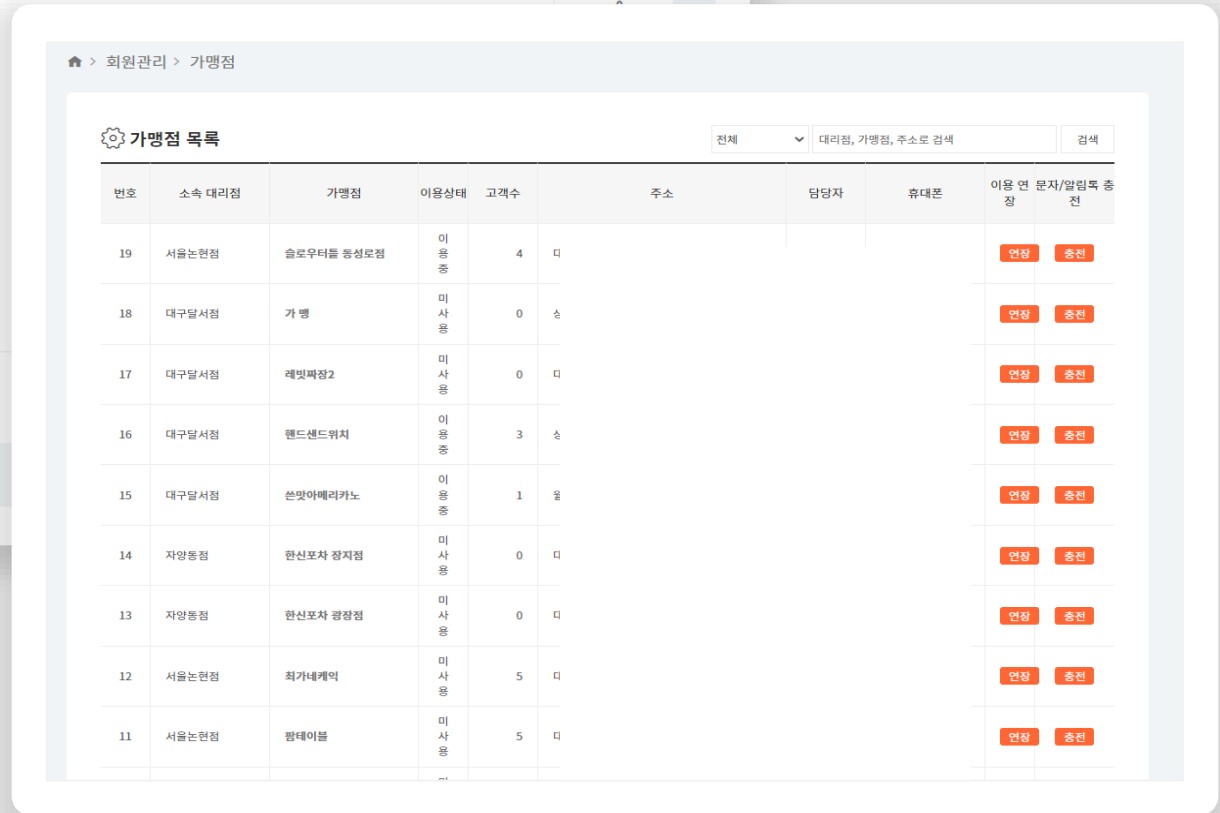 회원관리 > 가맹점
가맹점 목록
전체 대리점, 가맹점, 주소로 검색 검색
번호 소속 대리점 가맹점 이용상태 고객수 주소 담당자 휴대폰 이용 연장 문자/알림톡 충전
19 서울논현점 슬로우터틀 동성로점 이용중 4 연장 충전
18 대구달서점 가 맹 미사용 0 연장 충전
17 대구달서점 레빗짜장2 미사용 0 연장 충전
16 대구달서점 핸드샌드위치 이용중 3 연장 충전
15 대구달서점 쓴맛아메리카노 이용중 1 연장 충전
14 자양동점 한신포차 장지점 미사용 0 연장 충전
13 자양동점 한신포차 광장점 미사용 0 연장 충전
12 서울논현점 최가네케익 미사용 5 연장 충전
11 서울논현점 팜테이블 미사용 5 연장 충전